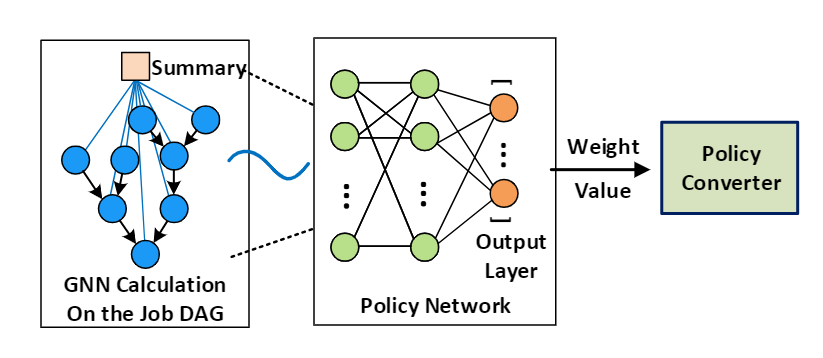 Summary
GNN Calculation
On the Job DAG
Output
Layer
Policy Network
Weight
Value
Policy
Converter